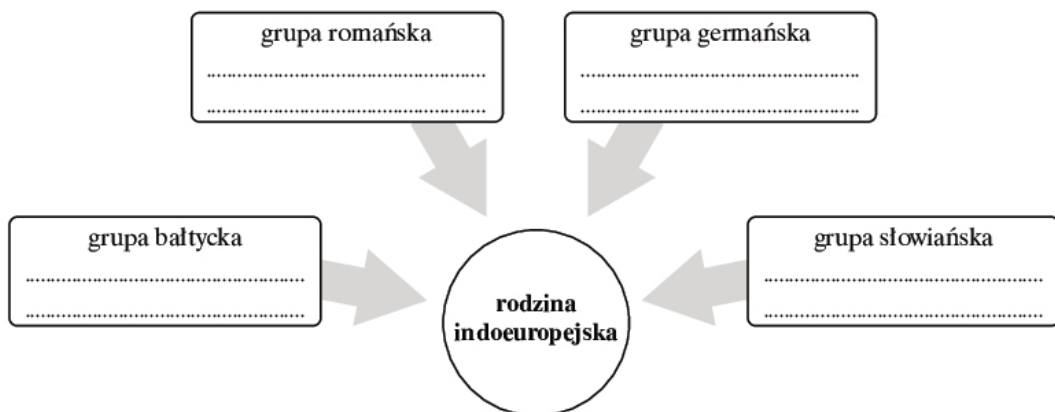 grupa romańska
grupa germańska
grupa bałtycka
grupa słowiańska
rodzina
indoeuropejska